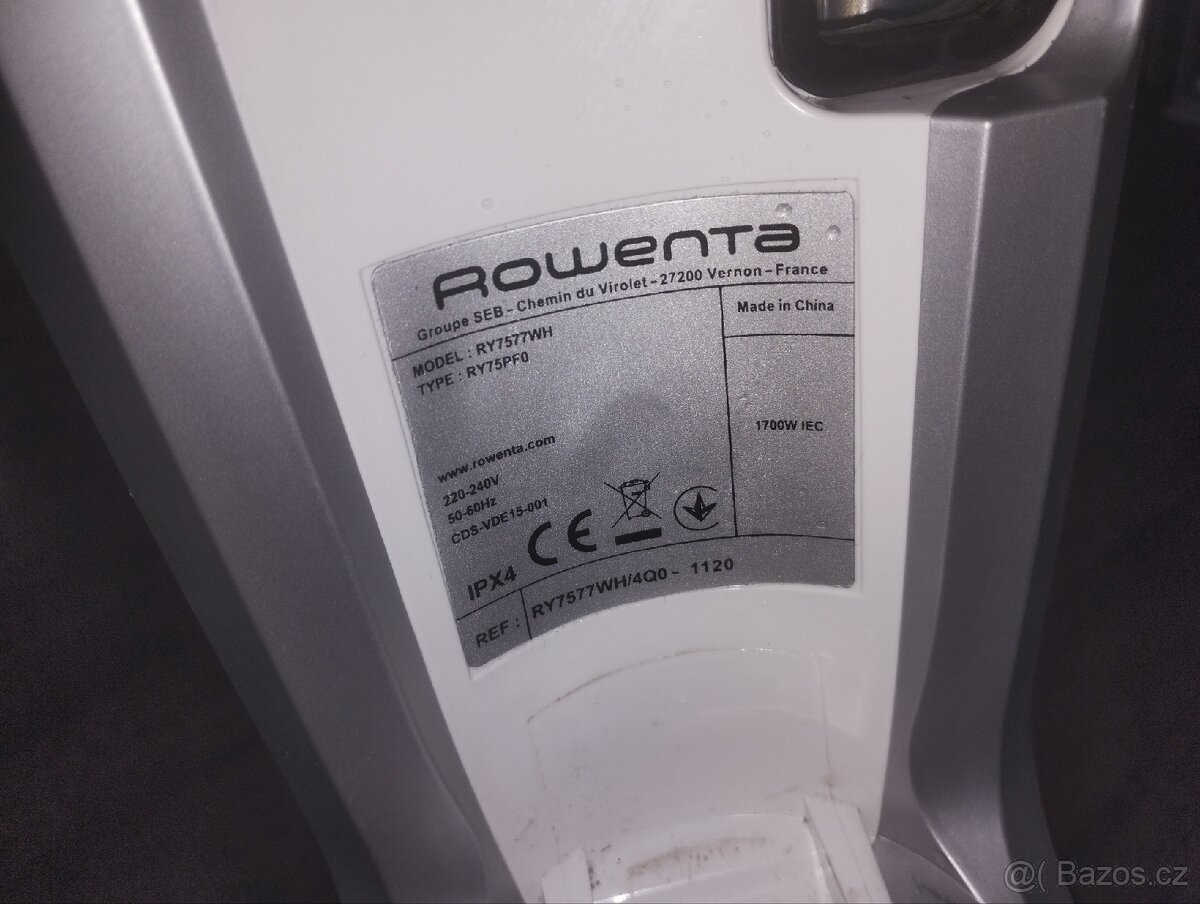 Rowenta
Groupe SEB - Chemin du Virolet - 27200 Vernon - France
MODEL : RY7577WH
TYPE : RY75PF0
Made in China
1700W IEC
www.rowenta.com
220-240V
50-60Hz
CDS-VDE15-001
IPX4
CE
REF : RY7577WH/4Q0 - 1120
@( Bazos.cz